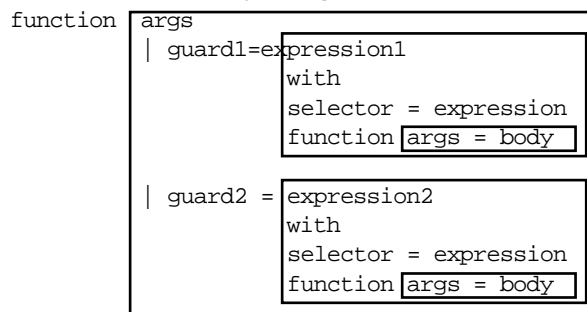 function args
| guard1=expression1
with
selector = expression
function args = body
| guard2 = expression2
with
selector = expression
function args = body